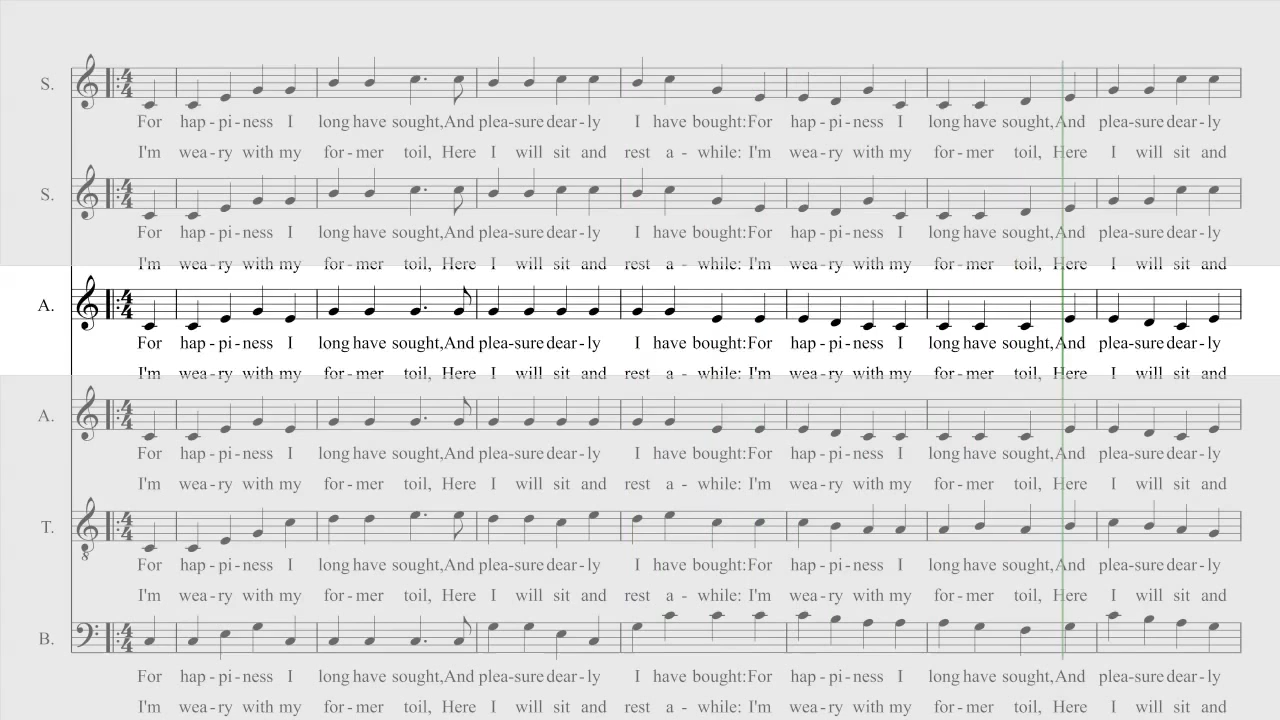 S.
For hap-pi-ness I long have sought,And plea-sure dear-ly I have bought:For hap-pi-ness I long have sought,And plea-sure dear-ly
I'm wea-ry with my for-mer toil, Here I will sit and rest a-while: I'm wea-ry with my for-mer toil, Here I will sit and
S.
For hap-pi-ness I long have sought,And plea-sure dear-ly I have bought:For hap-pi-ness I long have sought,And plea-sure dear-ly
I'm wea-ry with my for-mer toil, Here I will sit and rest a-while: I'm wea-ry with my for-mer toil, Here I will sit and
A.
For hap-pi-ness I long have sought,And plea-sure dear-ly I have bought:For hap-pi-ness I long have sought,And plea-sure dear-ly
I'm wea-ry with my for-mer toil, Here I will sit and rest a-while: I'm wea-ry with my for-mer toil, Here I will sit and
A.
For hap-pi-ness I long have sought,And plea-sure dear-ly I have bought:For hap-pi-ness I long have sought,And plea-sure dear-ly
I'm wea-ry with my for-mer toil, Here I will sit and rest a-while: I'm wea-ry with my for-mer toil, Here I will sit and
T.
For hap-pi-ness I long have sought,And plea-sure dear-ly I have bought:For hap-pi-ness I long have sought,And plea-sure dear-ly
I'm wea-ry with my for-mer toil, Here I will sit and rest a-while: I'm wea-ry with my for-mer toil, Here I will sit and
B.
For hap-pi-ness I long have sought,And plea-sure dear-ly I have bought:For hap-pi-ness I long have sought,And plea-sure dear-ly
I'm wea-ry with my for-mer toil, Here I will sit and rest a-while: I'm wea-ry with my for-mer toil, Here I will sit and